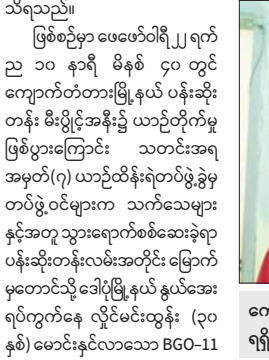 သိရသည်။
ဖြစ်စဉ်မှာ ဖေဖော်ဝါရီ၂၂ ရက်
ည ၁၀ နာရီ မိနစ် ၄၀ တွင်
ကျောက်တံတားမြို့နယ် ပန်းဆိုး
တန်း မီးပွိုင့်အနီး၌ ယာဉ်တိုက်မှု
ဖြစ်ပွားကြောင်း သတင်းအရ
အမှတ်(၇) ယာဉ်ထိန်းရဲတပ်ဖွဲ့ခွဲမှ
တပ်ဖွဲ့ဝင်များက သက်သေများ
နှင့်အတူ သွားရောက်စစ်ဆေးခဲ့ရာ
ပန်းဆိုးတန်းလမ်းအတိုင်း မြောက်
မှတောင်သို့ ဒေါပုံမြို့နယ် နွယ်အေး
ရပ်ကွက်နေ လှိုင်မင်းထွန်း (၃၀
နှစ်) မောင်းနှင်လာသော BGO-11
ရရှိ